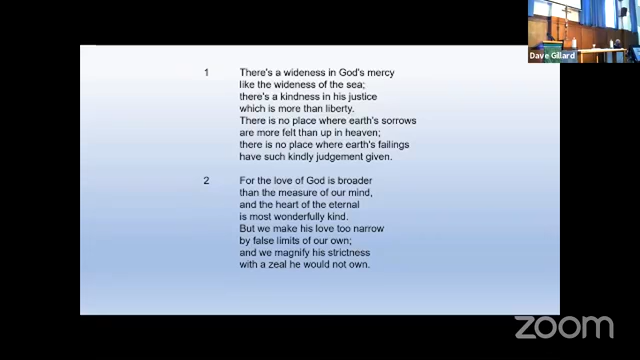 Dave Gillard
1 There's a wideness in God's mercy
like the wideness of the sea;
there's a kindness in his justice
which is more than liberty.
There is no place where earth's sorrows
are more felt than up in heaven;
there is no place where earth's failings
have such kindly judgement given.
2 For the love of God is broader
than the measure of our mind,
and the heart of the eternal
is most wonderfully kind.
But we make his love too narrow
by false limits of our own;
and we magnify his strictness
with a zeal he would not own.
zoom